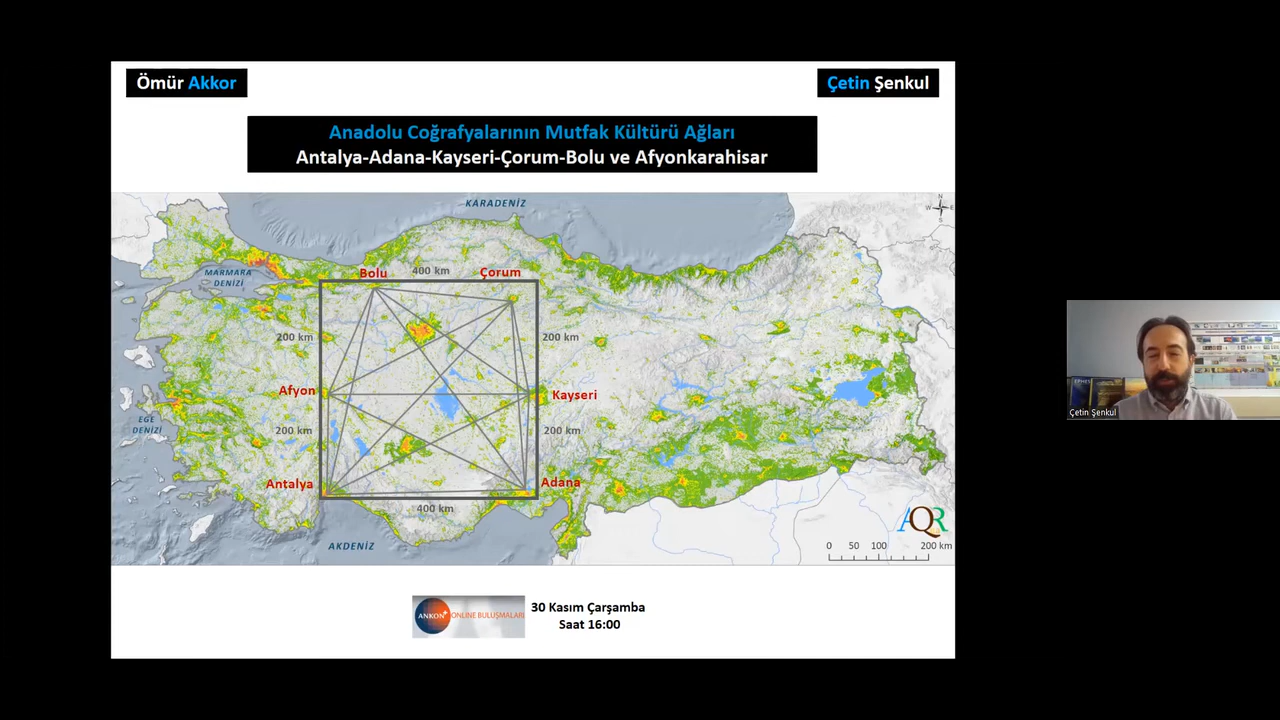 Ömür Akkor
Çetin Şenkul
Anadolu Coğrafyalarının Mutfak Kültürü Ağları
Antalya-Adana-Kayseri-Çorum-Bolu ve Afyonkarahisar
KARADENİZ
N
W
E
S
MARMARA
DENİZİ
Bolu
400 km
Çorum
200 km
200 km
Afyon
Kayseri
EGE
DENİZİ
200 km
200 km
Antalya
Adana
400 km
AKDENİZ
AQR
0 50 100 200 km
ANKON
ONLINE BULUŞMALARI
30 Kasım Çarşamba
Saat 16:00
Çetin Şenkul